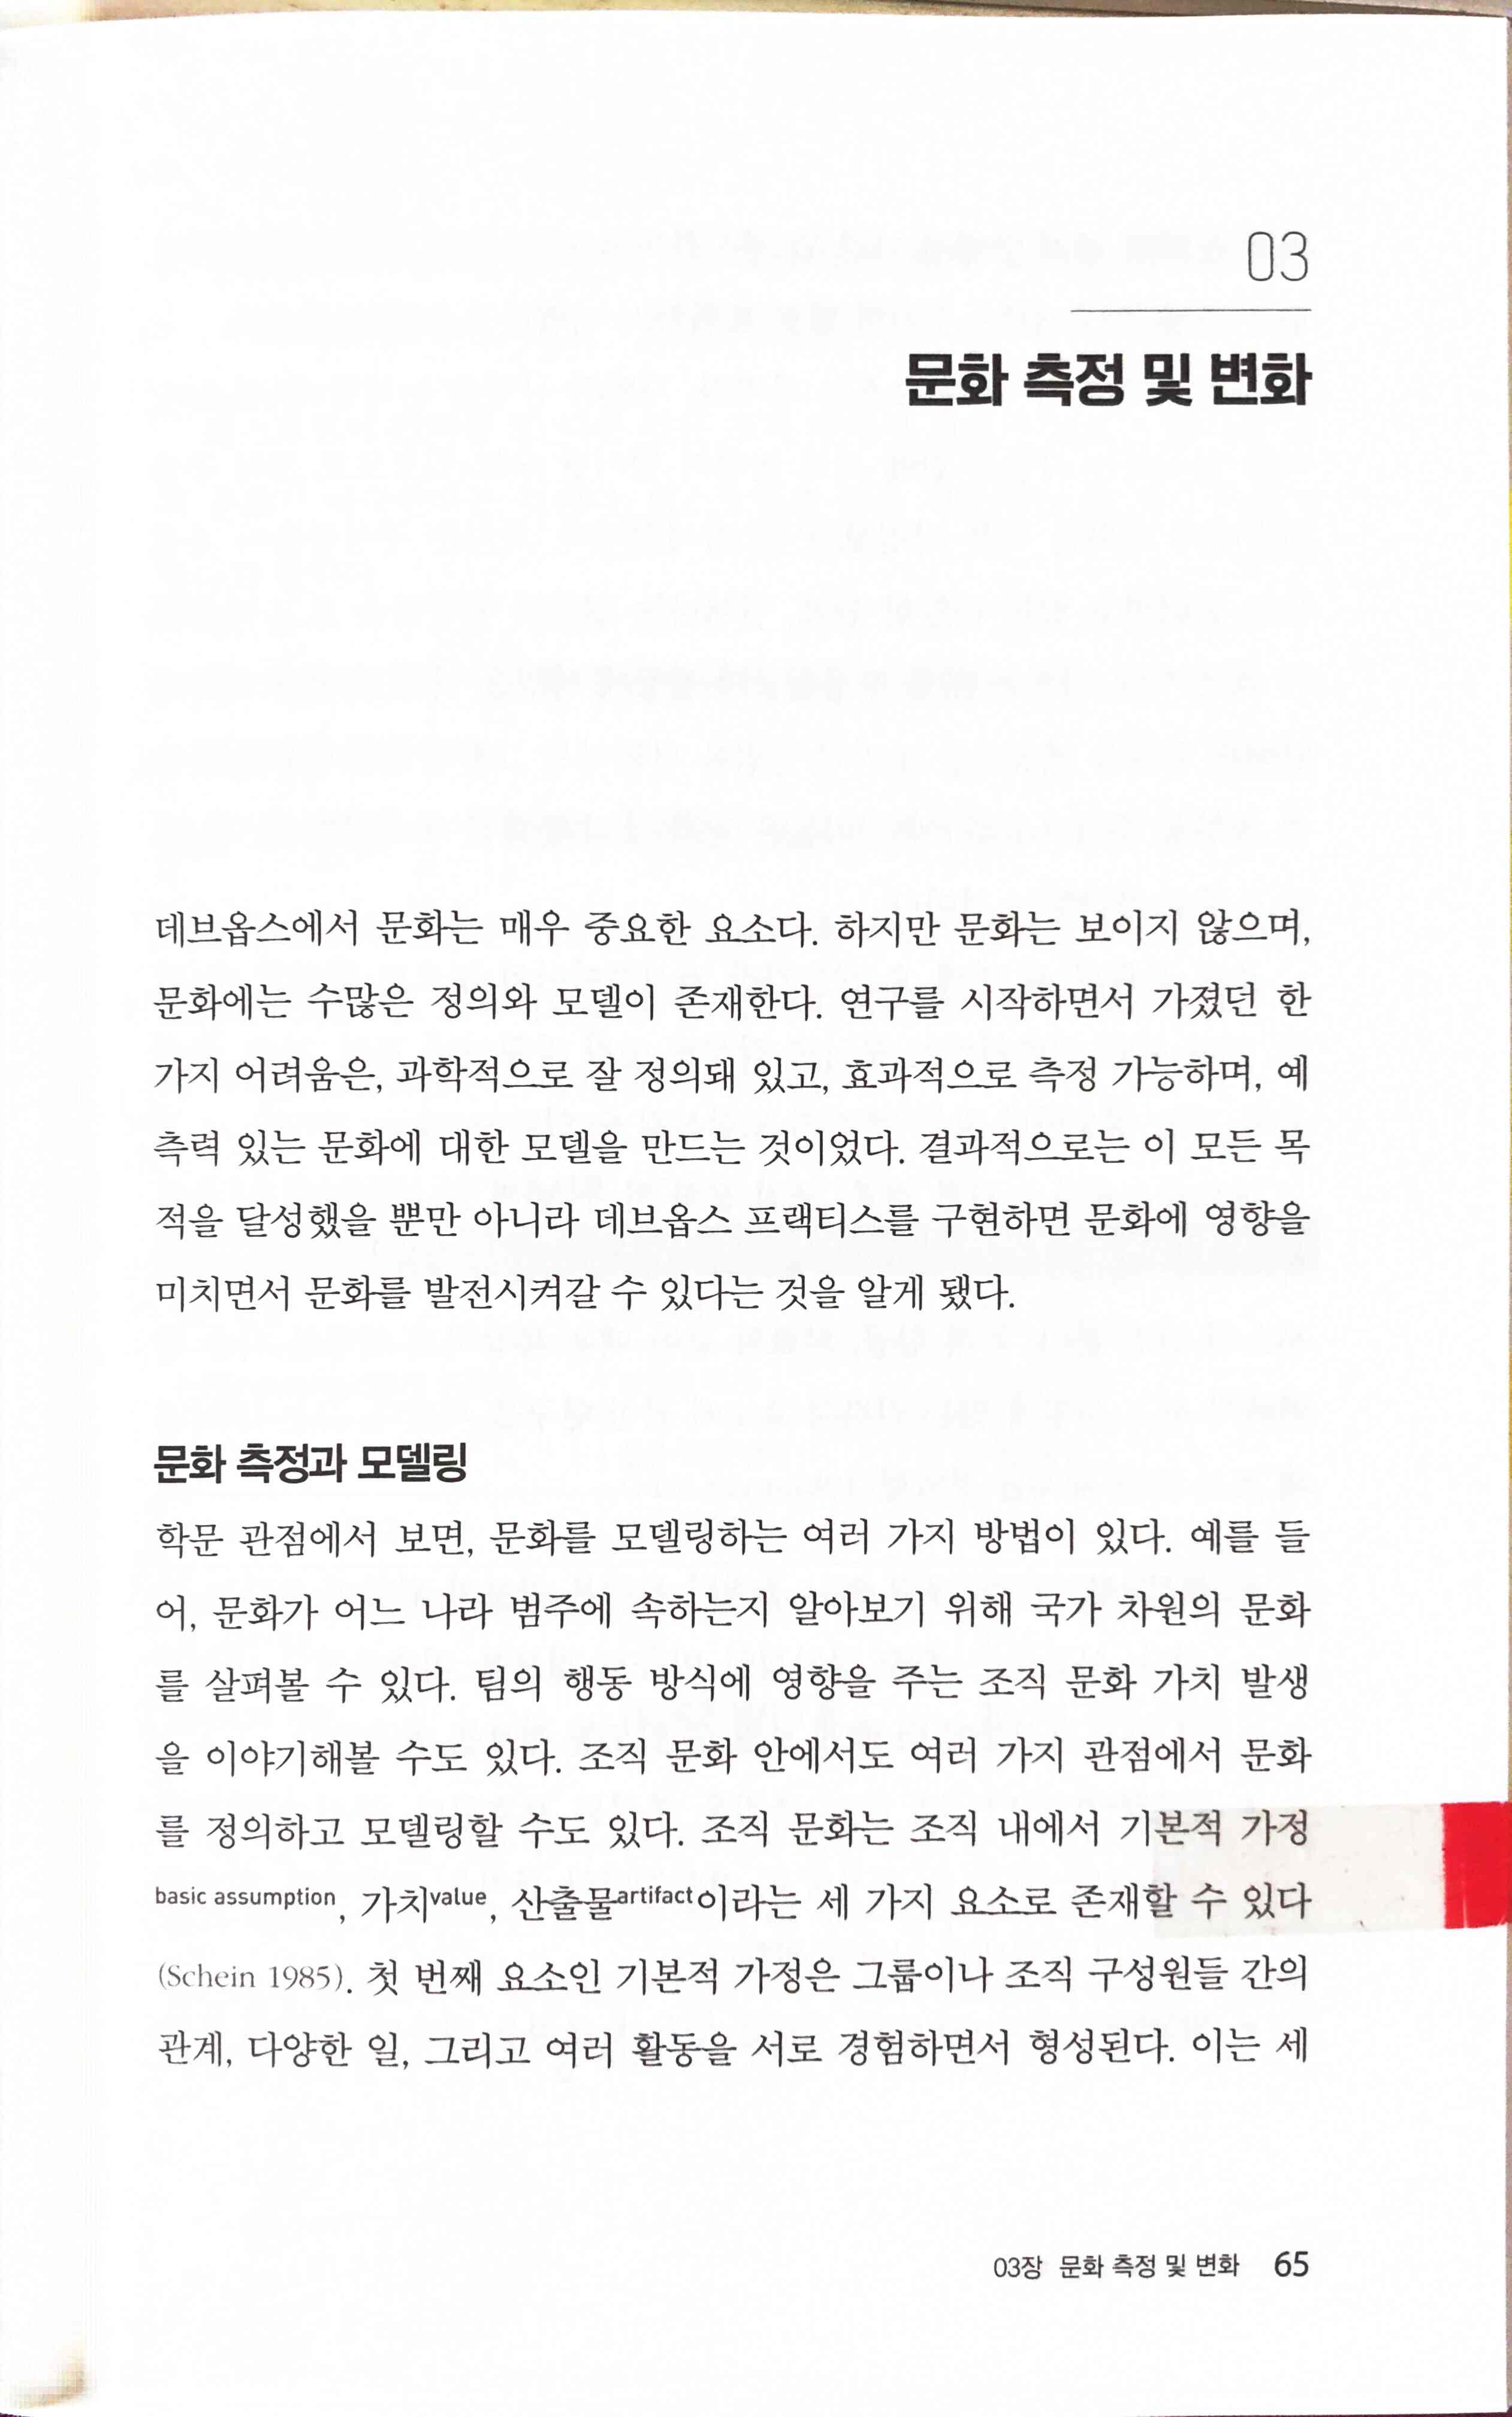 03
문화 측정 및 변화
데브옵스에서 문화는 매우 중요한 요소다. 하지만 문화는 보이지 않으며,
문화에는 수많은 정의와 모델이 존재한다. 연구를 시작하면서 가졌던 한
가지 어려움은, 과학적으로 잘 정의돼 있고, 효과적으로 측정 가능하며, 예
측력 있는 문화에 대한 모델을 만드는 것이었다. 결과적으로는 이 모든 목
적을 달성했을 뿐만 아니라 데브옵스 프랙티스를 구현하면 문화에 영향을
미치면서 문화를 발전시켜갈 수 있다는 것을 알게 됐다.
문화 측정과 모델링
학문 관점에서 보면, 문화를 모델링하는 여러 가지 방법이 있다. 예를 들
어, 문화가 어느 나라 범주에 속하는지 알아보기 위해 국가 차원의 문화
를 살펴볼 수 있다. 팀의 행동 방식에 영향을 주는 조직 문화 가치 발생
을 이야기해볼 수도 있다. 조직 문화 안에서도 여러 가지 관점에서 문화
를 정의하고 모델링할 수도 있다. 조직 문화는 조직 내에서 기본적 가정
basic assumption, 가치value, 산출물artifact이라는 세 가지 요소로 존재할 수 있다
(Schein 1985). 첫 번째 요소인 기본적 가정은 그룹이나 조직 구성원들 간의
관계, 다양한 일, 그리고 여러 활동을 서로 경험하면서 형성된다. 이는 세
03장 문화 측정 및 변화 65